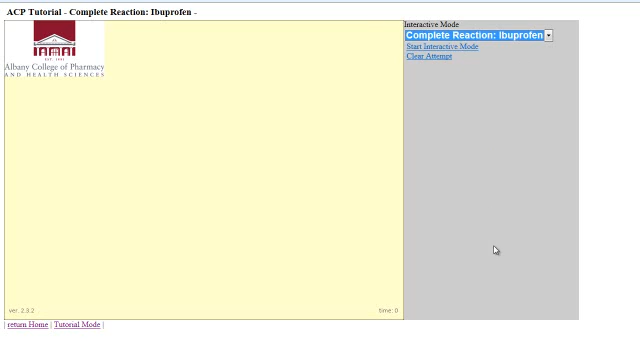 ACP Tutorial - Complete Reaction: Ibuprofen -
EST. 1881
Albany College of Pharmacy
AND HEALTH SCIENCES
Interactive Mode
Complete Reaction: Ibuprofen
Start Interactive Mode
Clear Attempt
ver. 2.3.2
time: 0
| return Home | Tutorial Mode |